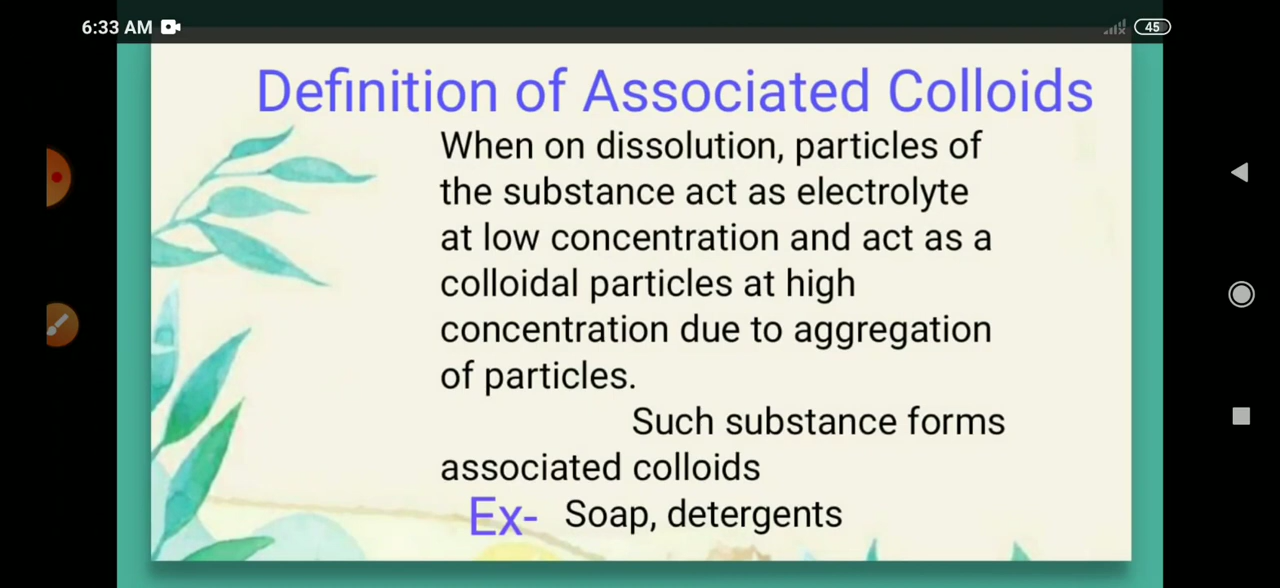 6:33 AM
45
Definition of Associated Colloids
When on dissolution, particles of
the substance act as electrolyte
at low concentration and act as a
colloidal particles at high
concentration due to aggregation
of particles.
Such substance forms
associated colloids
Ex- Soap, detergents